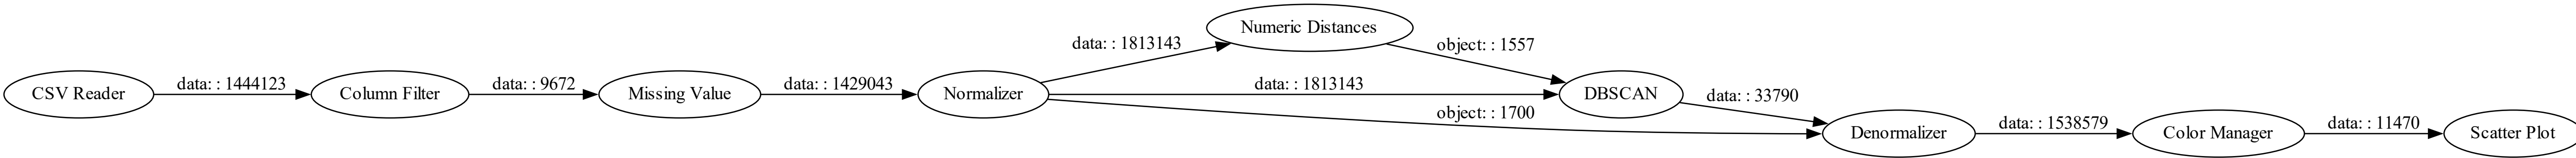 CSV Reader
data: : 1444123
Column Filter
data: : 9672
Missing Value
data: : 1429043
Normalizer
data: : 1813143
Numeric Distances
object: : 1557
data: : 1813143
object: : 1700
DBSCAN
data: : 33790
Denormalizer
data: : 1538579
Color Manager
data: : 11470
Scatter Plot